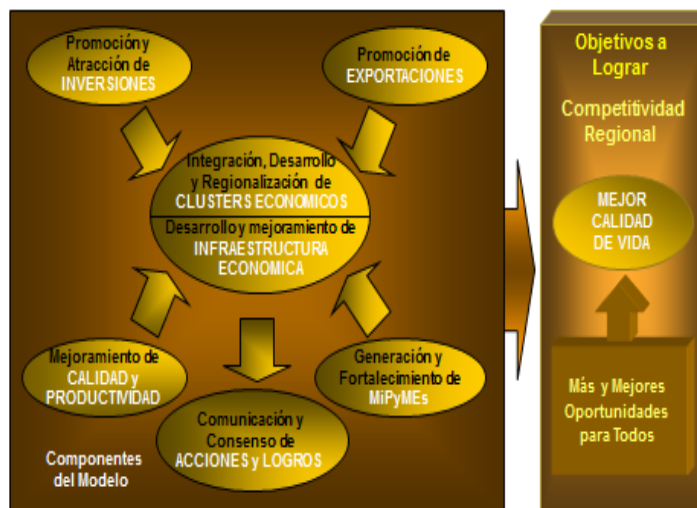 Promoción y
Atracción de
INVERSIONES
Promoción de
EXPORTACIONES
Integración, Desarrollo
y Regionalización de
CLUSTERS ECONOMICOS
Desarrollo y mejoramiento de
INFRAESTRUCTURA
ECONOMICA
Mejoramiento de
CALIDAD y
PRODUCTIVIDAD
Generación y
Fortalecimiento de
MiPyMEs
Comunicación y
Consenso de
ACCIONES y LOGROS
Componentes
del Modelo
Objetivos a
Lograr
Competitividad
Regional
MEJOR
CALIDAD
DE VIDA
Más y Mejores
Oportunidades
para Todos